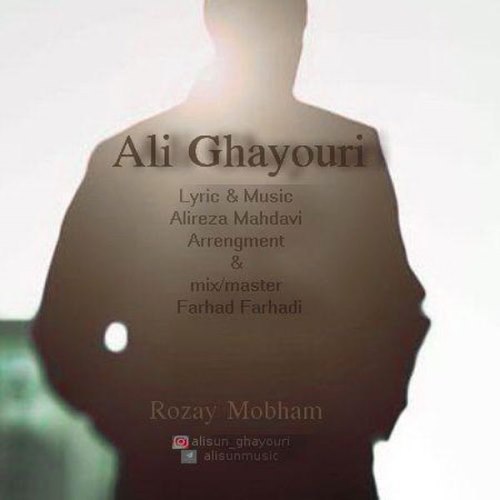 Ali Ghayouri
Lyric & Music
Alireza Mahdavi
Arrengment
&
mix/master
Farhad Farhadi
Rozay Mobham
alisun_ghayouri
alisunmusic